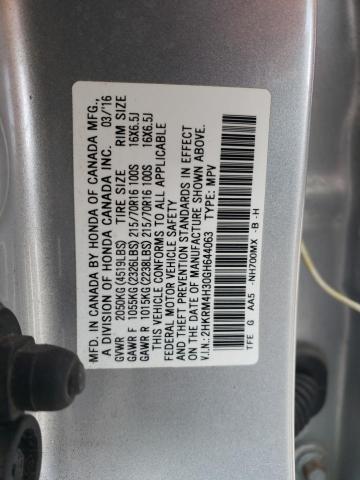 MFD. IN CANADA BY HONDA OF CANADA MFG.,
A DIVISION OF HONDA CANADA INC. 03/16
GVWR 2050KG (4519LBS) TIRE SIZE RIM SIZE
GAWR F 1055KG (2326LBS) 215/70R16 100S 16X6.5J
GAWR R 1015KG (2238LBS) 215/70R16 100S 16X6.5J
THIS VEHICLE CONFORMS TO ALL APPLICABLE
FEDERAL MOTOR VEHICLE SAFETY
AND THEFT PREVENTION STANDARDS IN EFFECT
ON THE DATE OF MANUFACTURE SHOWN ABOVE.
V.I.N.: 2HKRM4H30GH644063 TYPE: MPV
TFE G AA5 -NH700MX -B -H